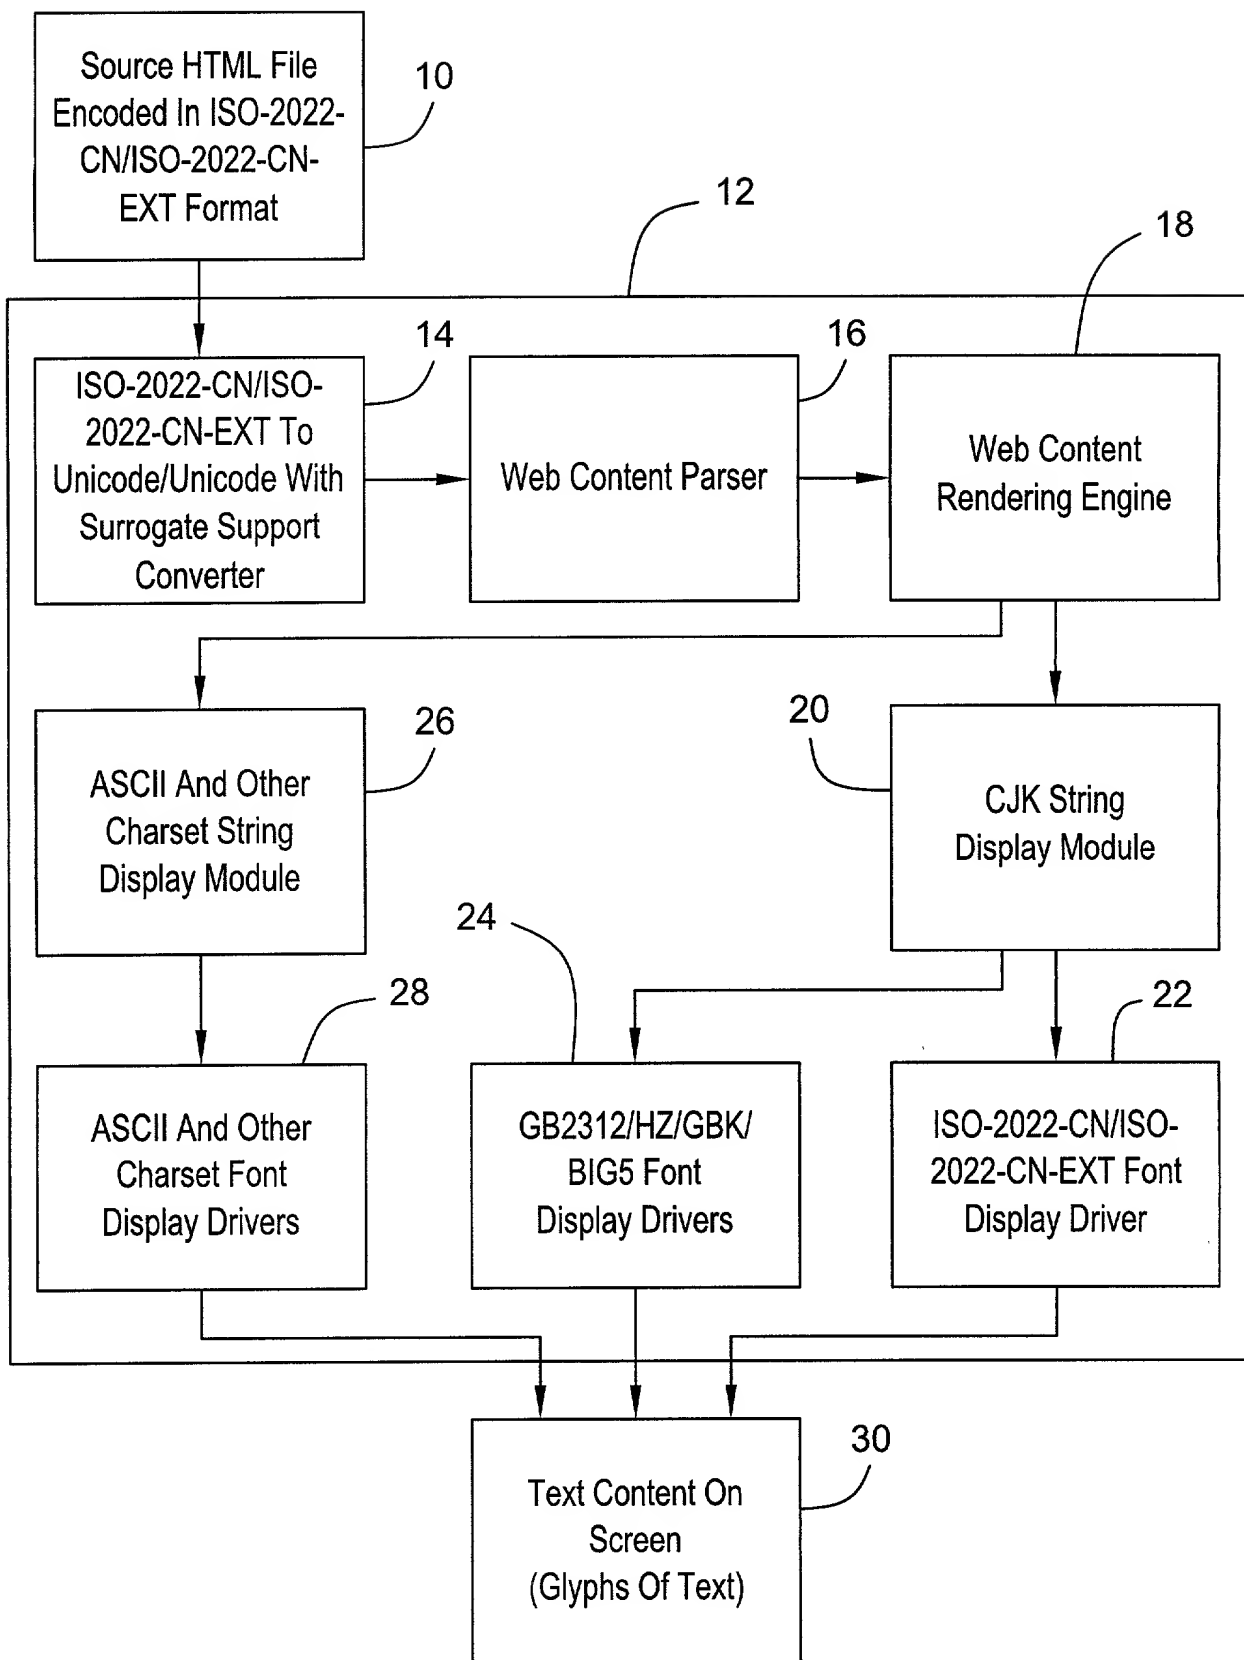 Source HTML File
Encoded In ISO-2022-
CN/ISO-2022-CN-
EXT Format
10
12
18
14
16
ISO-2022-CN/ISO-
2022-CN-EXT To
Unicode/Unicode With
Surrogate Support
Converter
Web Content Parser
Web Content
Rendering Engine
26
20
ASCII And Other
Charset String
Display Module
CJK String
Display Module
24
28
22
ASCII And Other
Charset Font
Display Drivers
GB2312/HZ/GBK/
BIG5 Font
Display Drivers
ISO-2022-CN/ISO-
2022-CN-EXT Font
Display Driver
30
Text Content On
Screen
(Glyphs Of Text)